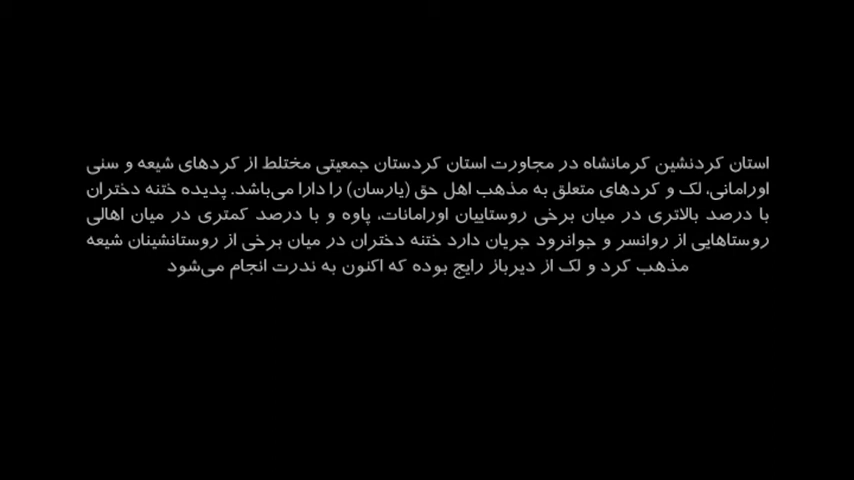 استان کردنشین کرمانشاه در مجاورت استان کردستان جمعیتی مختلط از کردهای شیعه و سنی
اورامانی، لک و کردهای متعلق به مذهب اهل حق (یارسان) را دارا می‌باشد. پدیده ختنه دختران
با درصد بالاتری در میان برخی روستاییان اورامانات، پاوه و با درصد کمتری در میان اهالی
روستاهایی از روانسر و جوانرود جریان دارد ختنه دختران در میان برخی از روستانشینان شیعه
مذهب کرد و لک از دیرباز رایج بوده که اکنون به ندرت انجام می‌شود